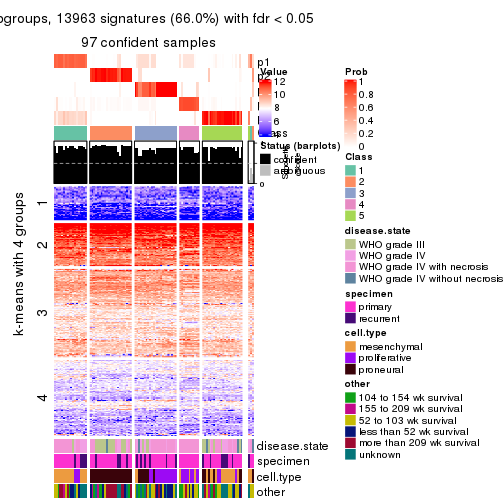 ogroups, 13963 signatures (66.0%) with fdr < 0.05
97 confident samples
p1
Value
12
10
8
6
Prob
1
0.8
0.6
0.4
0.2
0
Status (barplots)
confident
ambiguous
0
Class
1
2
3
4
5
disease.state
WHO grade III
WHO grade IV
WHO grade IV with necrosis
WHO grade IV without necrosis
specimen
primary
recurrent
cell.type
mesenchymal
proliferative
proneural
other
104 to 154 wk survival
155 to 209 wk survival
52 to 103 wk survival
less than 52 wk survival
more than 209 wk survival
unknown
k-means with 4 groups
1
2
3
4
disease.state
specimen
cell.type
other